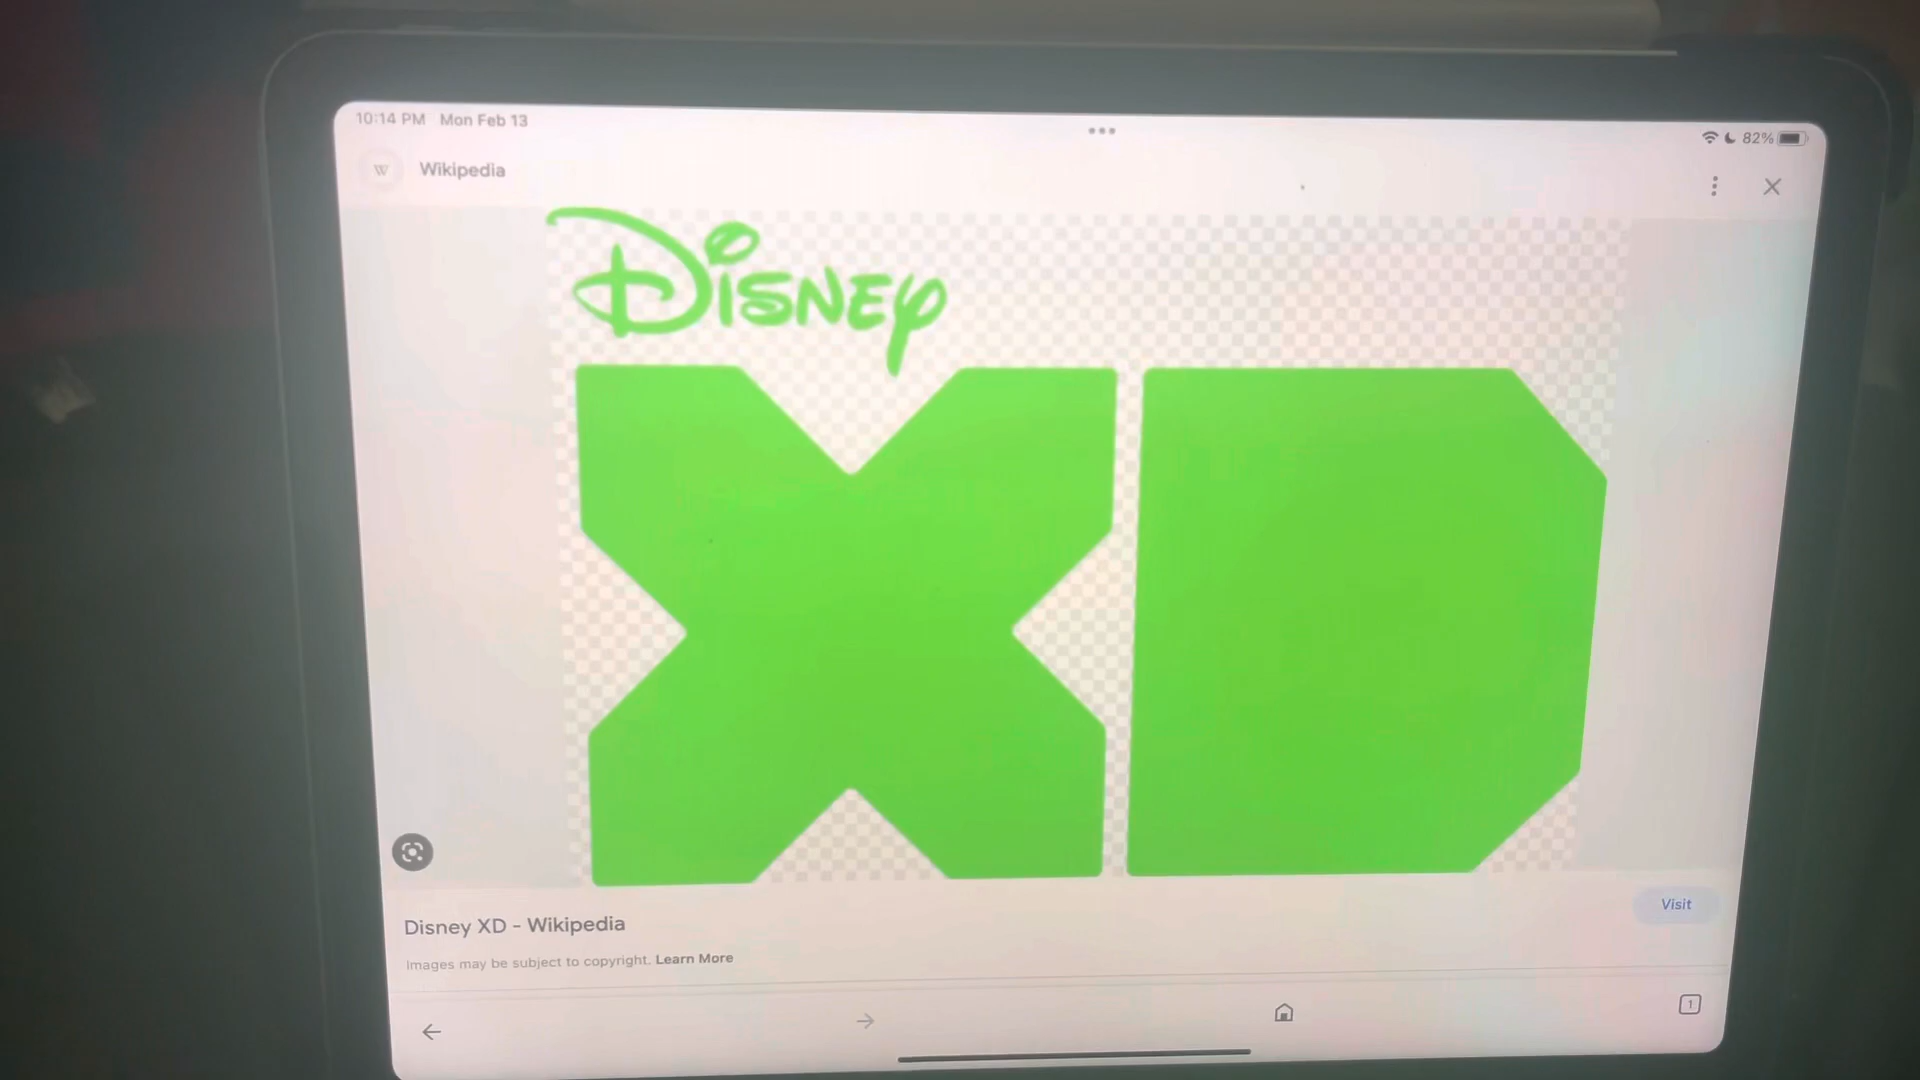 10:14 PM Mon Feb 13
82%
W Wikipedia
Disney
XD
Visit
Disney XD - Wikipedia
Images may be subject to copyright. Learn More
1